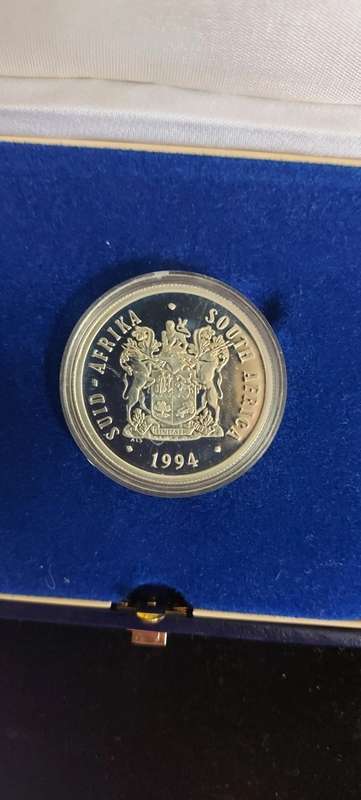 SUID - AFRIKA · SOUTH AFRICA
· 1994 ·